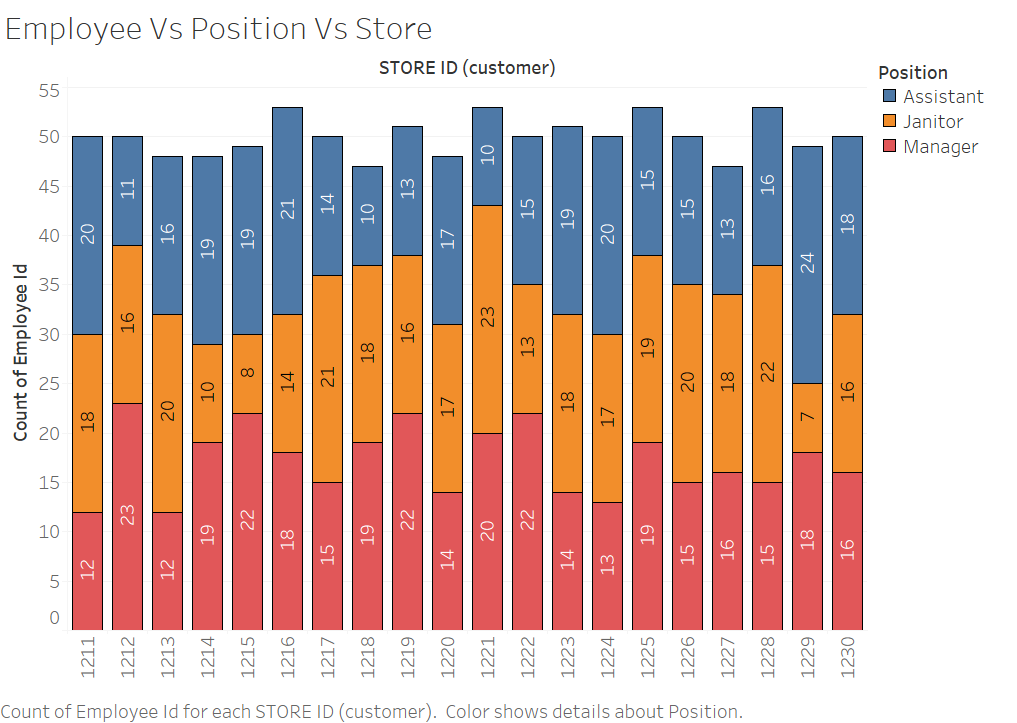 Employee Vs Position Vs Store
STORE ID (customer)
Position
Assistant
Janitor
Manager
Count of Employee Id
55
50
45
40
35
30
25
20
15
10
5
0
20 18 12
11 16 23
16 20 12
19 10 19
19 8 22
21 14 18
14 21 15
10 18 19
13 16 22
17 17 14
10 23 20
15 13 22
19 18 14
20 17 13
15 19 19
15 20 15
13 18 16
16 22 15
24 7 18
18 16 16
1211 1212 1213 1214 1215 1216 1217 1218 1219 1220 1221 1222 1223 1224 1225 1226 1227 1228 1229 1230
Count of Employee Id for each STORE ID (customer). Color shows details about Position.